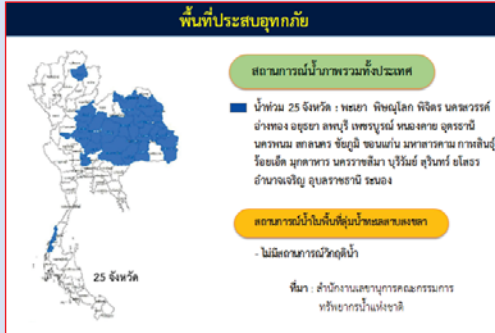 พื้นที่ประสบอุทกภัย
สถานการณ์น้ำภาพรวมทั้งประเทศ
น้ำท่วม 25 จังหวัด : พะเยา พิษณุโลก พิจิตร นครสวรรค์
อ่างทอง อยุธยา ลพบุรี เพชรบูรณ์ หนองคาย อุดรธานี
นครพนม สกลนคร ชัยภูมิ ขอนแก่น มหาสารคาม กาฬสินธุ์
ร้อยเอ็ด มุกดาหาร นครราชสีมา บุรีรัมย์ สุรินทร์ ยโสธร
อำนาจเจริญ อุบลราชธานี ระนอง
สถานการณ์น้ำในพื้นที่ลุ่มน้ำทะเลสาบสงขลา
- ไม่มีสถานการณ์วิกฤติน้ำ
25 จังหวัด
ที่มา : สำนักงานเลขานุการคณะกรรมการ
ทรัพยากรน้ำแห่งชาติ